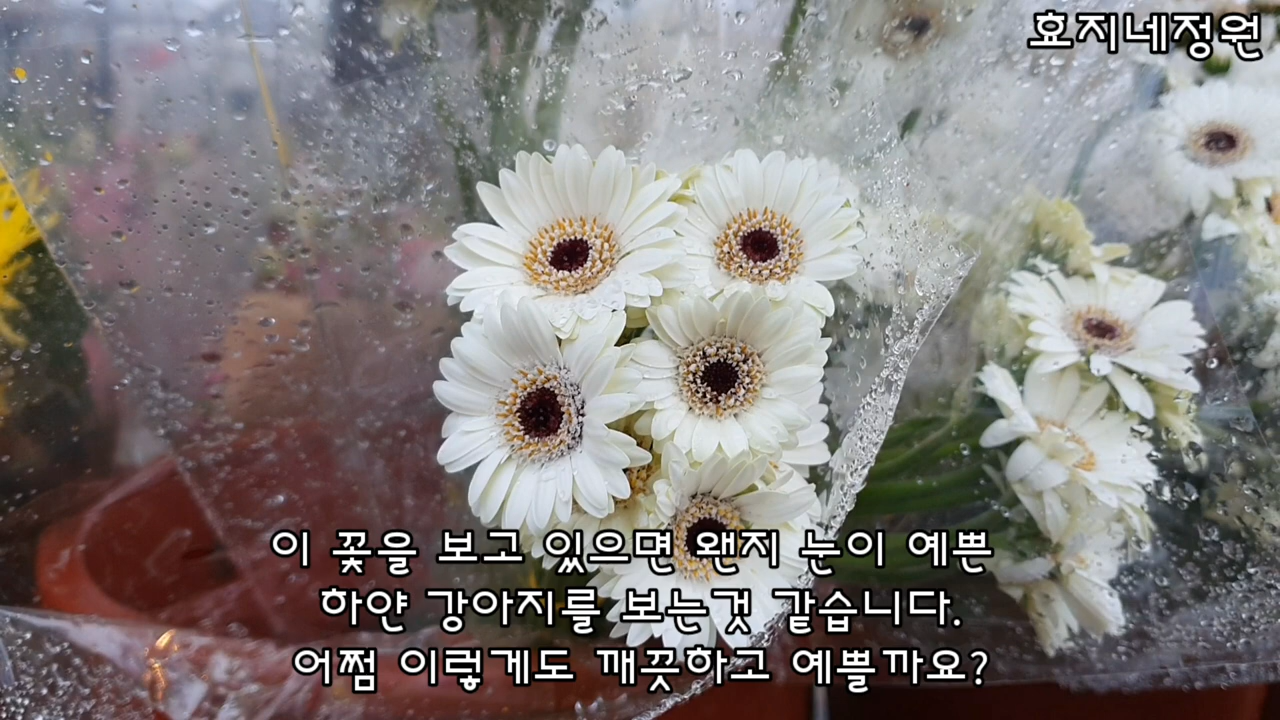 호지네정원
이 꽃을 보고 있으면 왠지 눈이 예쁜
하얀 강아지를 보는것 같습니다.
어쩜 이렇게도 깨끗하고 예쁠까요?